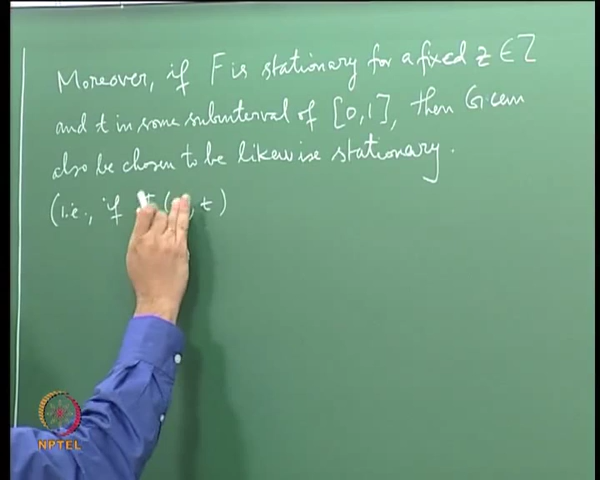 Moreover, if F is stationary for a fixed z ∈ Z
and t in some subinterval of [0,1], then G can
also be chosen to be likewise stationary.
(i.e., if , t)
NPTEL